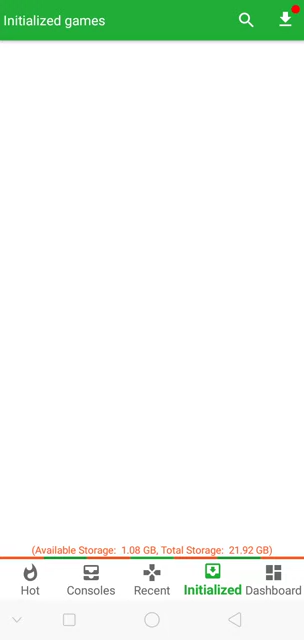 Initialized games
(Available Storage: 1.08 GB, Total Storage: 21.92 GB)
Hot
Consoles
Recent
Initialized
Dashboard